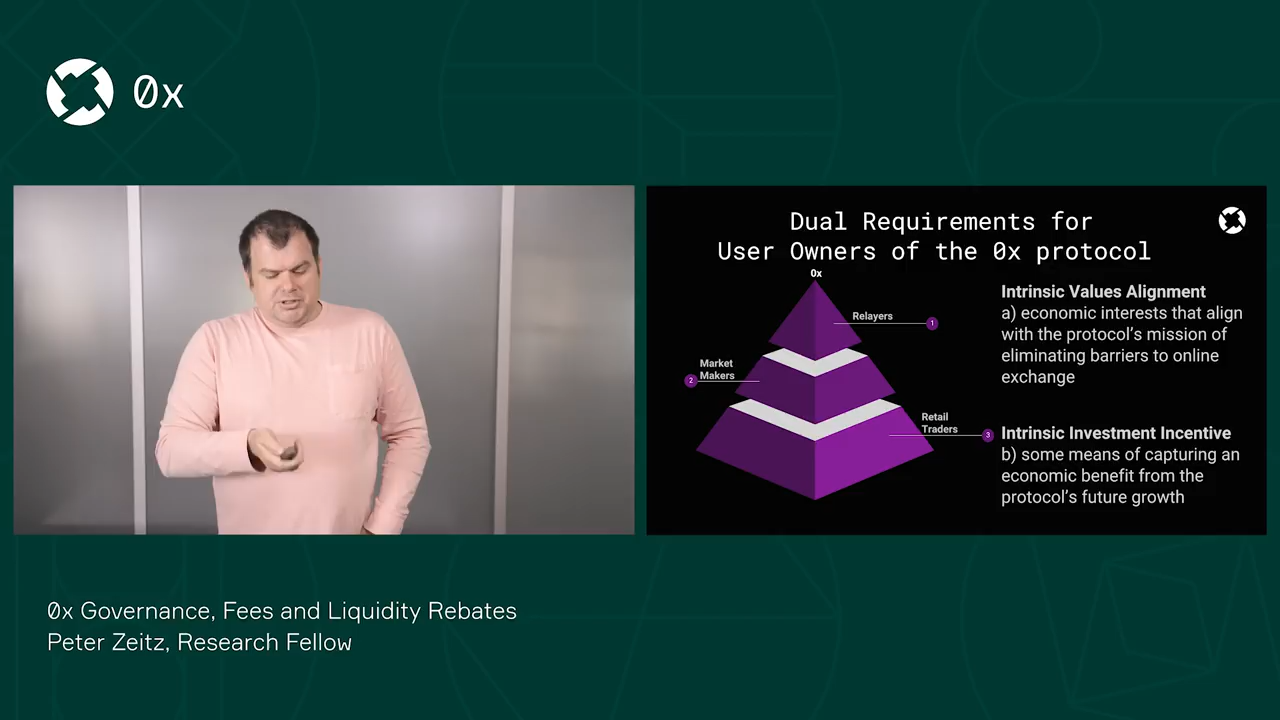 0x
Dual Requirements for
User Owners of the 0x protocol
0x
Relayers
1
Market
Makers
2
Retail
Traders
3
Intrinsic Values Alignment
a) economic interests that align
with the protocol's mission of
eliminating barriers to online
exchange
Intrinsic Investment Incentive
b) some means of capturing an
economic benefit from the
protocol's future growth
0x Governance, Fees and Liquidity Rebates
Peter Zeitz, Research Fellow